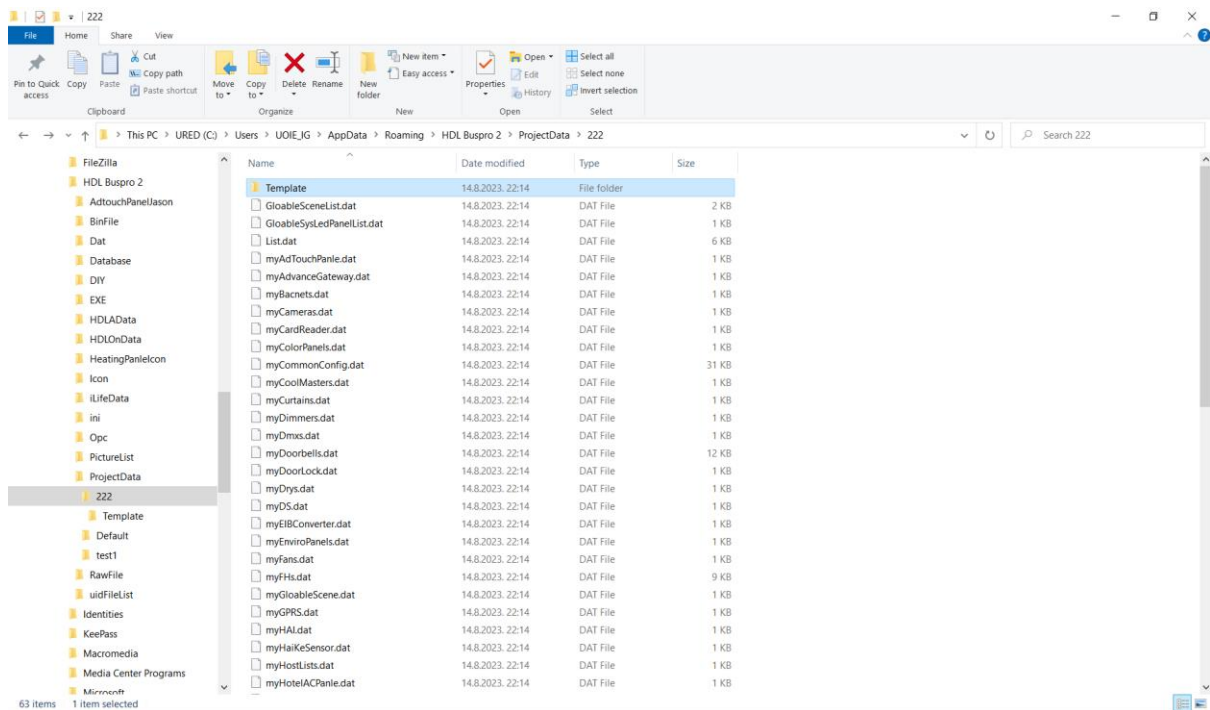 222
File Home Share View
Pin to Quick access
Copy
Paste
Cut
Copy path
Paste shortcut
Clipboard
Move to
Copy to
Delete
Rename
Organize
New folder
New item
Easy access
New
Properties
Open
Edit
History
Open
Select all
Select none
Invert selection
Select
This PC > URED (C:) > Users > UOIE_IG > AppData > Roaming > HDL Buspro 2 > ProjectData > 222
Search 222
FileZilla
HDL Buspro 2
AdtouchPanelJason
BinFile
Dat
Database
DIY
EXE
HDLAData
HDLOnData
HeatingPanleIcon
Icon
iLifeData
ini
Opc
PictureList
ProjectData
222
Template
Default
test1
RawFile
uidFileList
Identities
KeePass
Macromedia
Media Center Programs
Microsoft
Name Date modified Type Size
Template 14.8.2023. 22:14 File folder
GloableSceneList.dat 14.8.2023. 22:14 DAT File 2 KB
GloableSysLedPanelList.dat 14.8.2023. 22:14 DAT File 1 KB
List.dat 14.8.2023. 22:14 DAT File 6 KB
myAdTouchPanle.dat 14.8.2023. 22:14 DAT File 1 KB
myAdvanceGateway.dat 14.8.2023. 22:14 DAT File 1 KB
myBacnets.dat 14.8.2023. 22:14 DAT File 1 KB
myCameras.dat 14.8.2023. 22:14 DAT File 1 KB
myCardReader.dat 14.8.2023. 22:14 DAT File 1 KB
myColorPanels.dat 14.8.2023. 22:14 DAT File 1 KB
myCommonConfig.dat 14.8.2023. 22:14 DAT File 31 KB
myCoolMasters.dat 14.8.2023. 22:14 DAT File 1 KB
myCurtains.dat 14.8.2023. 22:14 DAT File 1 KB
myDimmers.dat 14.8.2023. 22:14 DAT File 1 KB
myDmxs.dat 14.8.2023. 22:14 DAT File 1 KB
myDoorbells.dat 14.8.2023. 22:14 DAT File 12 KB
myDoorLock.dat 14.8.2023. 22:14 DAT File 1 KB
myDrys.dat 14.8.2023. 22:14 DAT File 1 KB
myDS.dat 14.8.2023. 22:14 DAT File 1 KB
myEIBConverter.dat 14.8.2023. 22:14 DAT File 1 KB
myEnviroPanels.dat 14.8.2023. 22:14 DAT File 1 KB
myFans.dat 14.8.2023. 22:14 DAT File 1 KB
myFHs.dat 14.8.2023. 22:14 DAT File 9 KB
myGloableScene.dat 14.8.2023. 22:14 DAT File 1 KB
myGPRS.dat 14.8.2023. 22:14 DAT File 1 KB
myHAI.dat 14.8.2023. 22:14 DAT File 1 KB
myHaiKeSensor.dat 14.8.2023. 22:14 DAT File 1 KB
myHostLists.dat 14.8.2023. 22:14 DAT File 1 KB
myHotelACPanle.dat 14.8.2023. 22:14 DAT File 1 KB
63 items 1 item selected